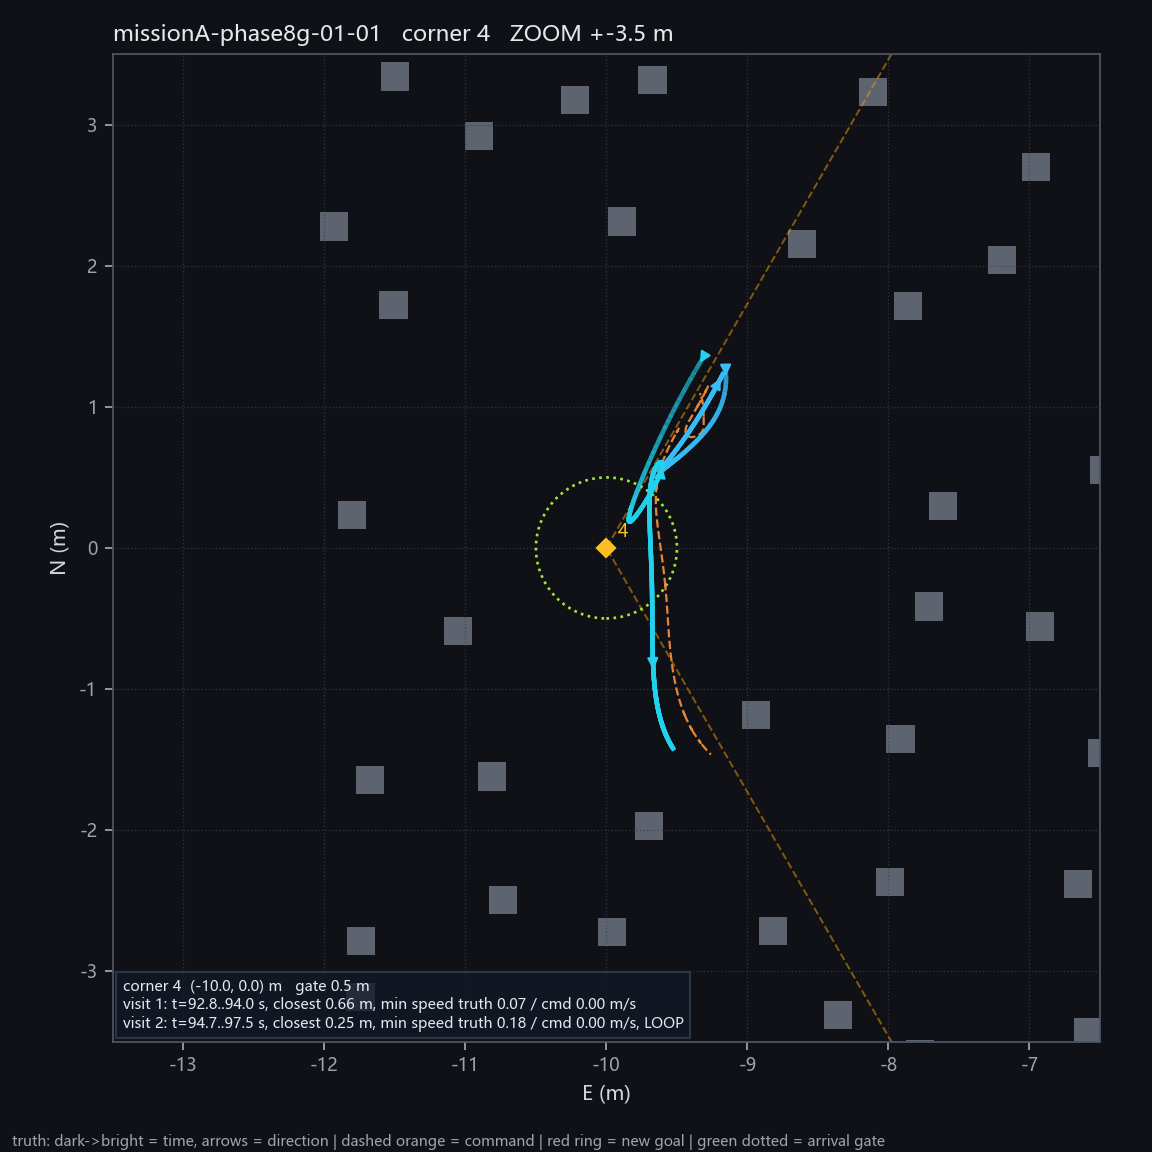 missionA-phase8g-01-01 corner 4 ZOOM +-3.5 m
3
2
1
0
-1
-2
-3
N (m)
4
corner 4 (-10.0, 0.0) m gate 0.5 m
visit 1: t=92.8..94.0 s, closest 0.66 m, min speed truth 0.07 / cmd 0.00 m/s
visit 2: t=94.7..97.5 s, closest 0.25 m, min speed truth 0.18 / cmd 0.00 m/s, LOOP
-13 -12 -11 -10 -9 -8 -7
E (m)
truth: dark->bright = time, arrows = direction | dashed orange = command | red ring = new goal | green dotted = arrival gate